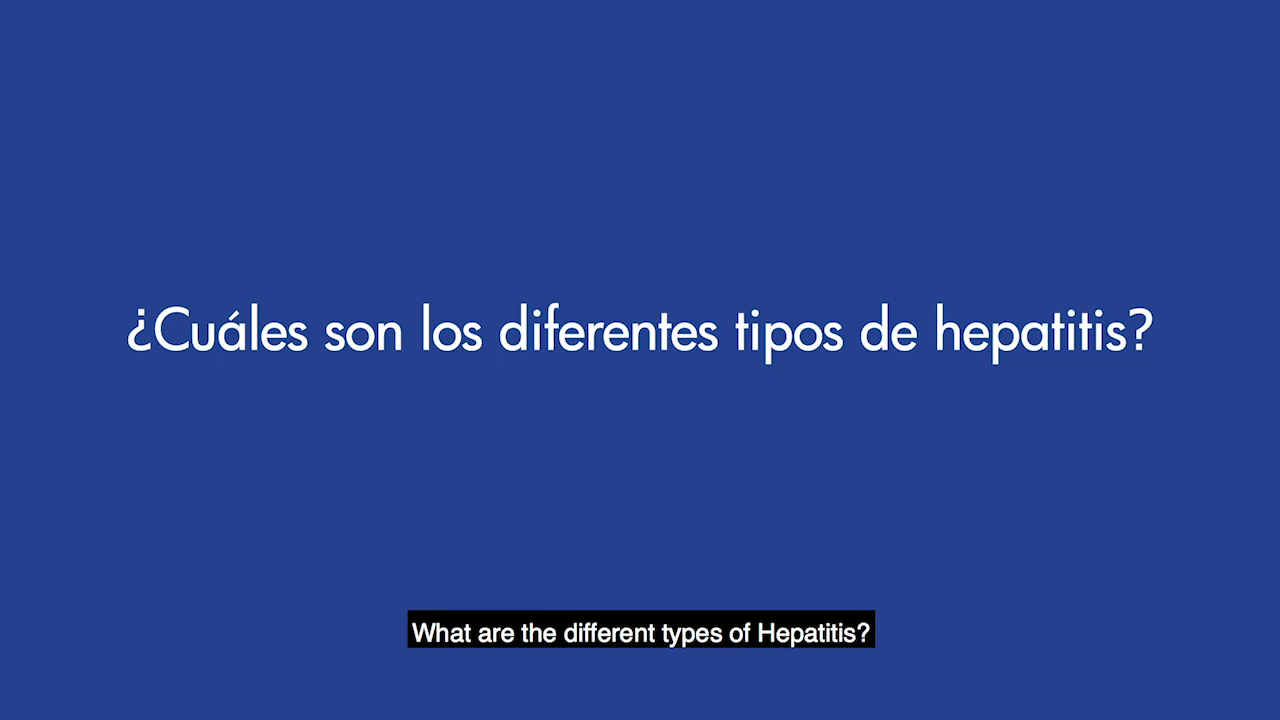 ¿Cuáles son los diferentes tipos de hepatitis?
What are the different types of Hepatitis?